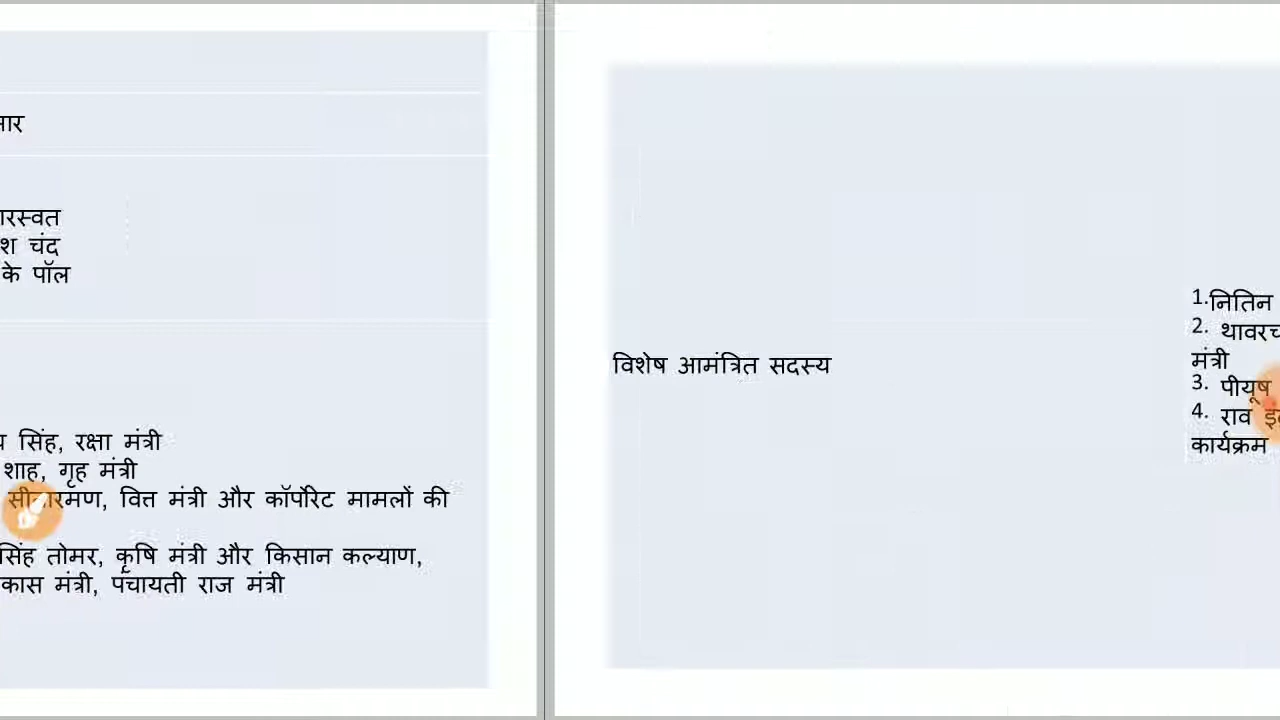 रस्वत
चंद
के पॉल
सिंह, रक्षा मंत्री
शाह, गृह मंत्री
वित्त मंत्री और कॉर्पोरेट मामलों की
सिंह तोमर, कृषि मंत्री और किसान कल्याण,
कास मंत्री, पंचायती राज मंत्री
विशेष आमंत्रित सदस्य
1.नितिन
2. थावरच
मंत्री
3. पीयूष
4. राव
कार्यक्रम